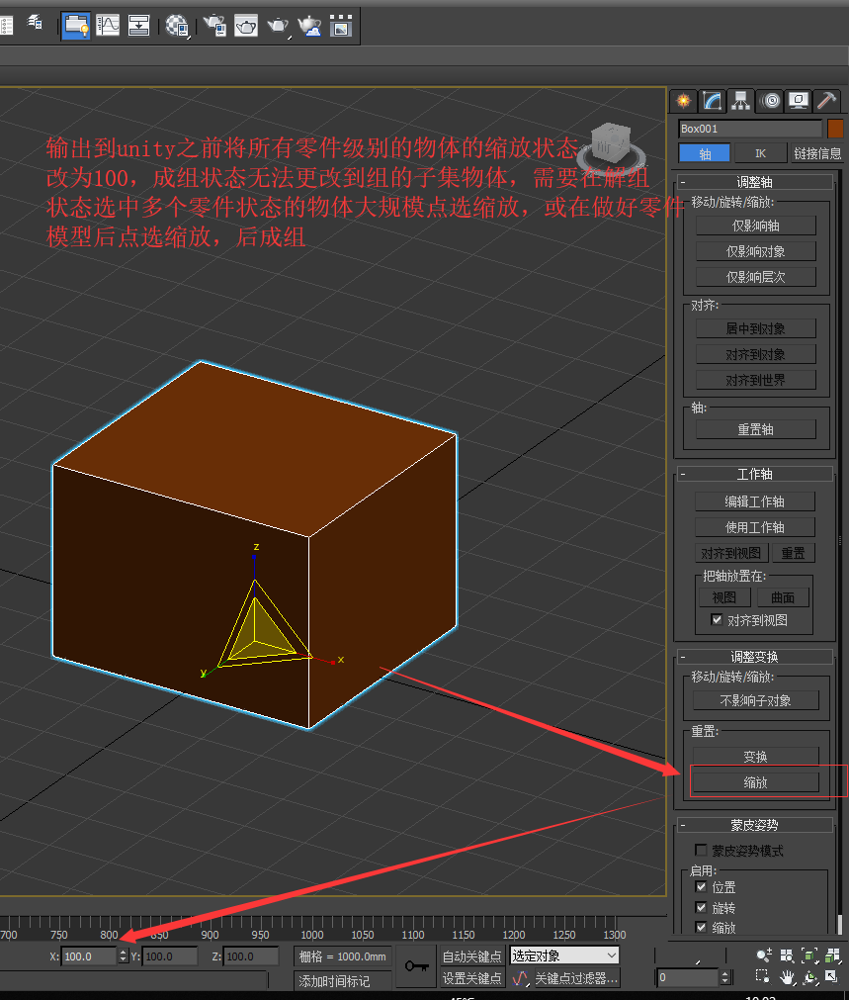 输出到unity之前将所有零件级别的物体的缩放状态
改为100，成组状态无法更改到组的子集物体，需要在解组
状态选中多个零件状态的物体大规模点选缩放，或在做好零件
模型后点选缩放，后成组
Box001
轴 IK 链接信息
- 调整轴
移动/旋转/缩放:
仅影响轴
仅影响对象
仅影响层次
对齐:
居中到对象
对齐到对象
对齐到世界
轴:
重置轴
- 工作轴
编辑工作轴
使用工作轴
对齐到视图 重置
把轴放置在:
视图 曲面
对齐到视图
- 调整变换
移动/旋转/缩放:
不影响子对象
重置:
变换
缩放
- 蒙皮姿势
蒙皮姿势模式
启用:
位置
旋转
缩放
z
x
y
700 750 800 850 900 950 1000 1050 1100 1150 1200 1250 1300
X: 100.0 Y: 100.0 Z: 100.0 栅格 = 1000.0mm 自动关键点 选定对象
添加时间标记 设置关键点 关键点过滤器... 0